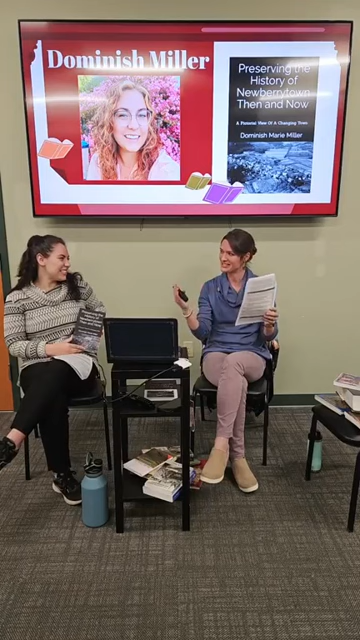 Dominish Miller
Preserving the
History of
Newberrytown
Then and Now
A Pictorial View Of A Changing Town
Dominish Marie Miller